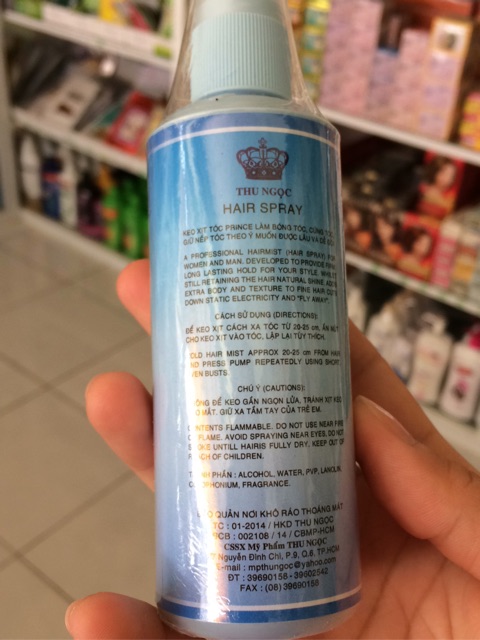 THU NGỌC
HAIR SPRAY
KEO XỊT TÓC PRINCE LÀM BÓNG TÓC, CỨNG TÓC,
GIỮ NẾP TÓC THEO Ý MUỐN ĐƯỢC LÂU VÀ
A PROFESSIONAL HAIRMIST (HAIR SPRAY) FOR
WOMEN AND MAN. DEVELOPED TO PROVIDE
LONG LASTING HOLD FOR YOUR STYLE, WHILST
STILL RETAINING THE HAIR NATURAL SHINE,
EXTRA BODY AND TEXTURE TO FINE HAIR
DOWN STATIC ELECTRICITY AND "FLY AWAY".
CÁCH SỬ DỤNG (DIRECTIONS):
ĐỂ KEO XỊT CÁCH XA TÓC TỪ 20-25 cm, ẤN NÚT
CHO KEO XỊT VÀO TÓC, LẬP LẠI TÙY THÍCH.
HAIR MIST APPROX 20-25 cm FROM HAIR
PRESS PUMP REPEATEDLY USING SHORT
BUSTS.
CHÚ Ý (CAUTIONS):
ĐỂ KEO GẦN NGỌN LỬA, TRÁNH XỊT KEO
MẮT. GIỮ XA TẦM TAY CỦA TRẺ EM.
FLAMMABLE. DO NOT USE NEAR FIRE
FLAME. AVOID SPRAYING NEAR EYES. DO NOT
UNTILL HAIRIS FULLY DRY. KEEP OUT OF
OF CHILDREN.
PHẦN : ALCOHOL, WATER, PVP, LANOLIN,
FRAGRANCE.
QUẢN NƠI KHÔ RÁO THOÁNG MÁT
TC : 01-2014 / HKD THU NGỌC
PCB : 002108 / 14 / CBMP-HCM
CSSX Mỹ Phẩm THU NGỌC
Nguyễn Đình Chi, P.9, Q.6, TP.HCM
E-mail : mpthungoc@yahoo.com
ĐT : 39690158 - 39602542
FAX : (08) 39690158